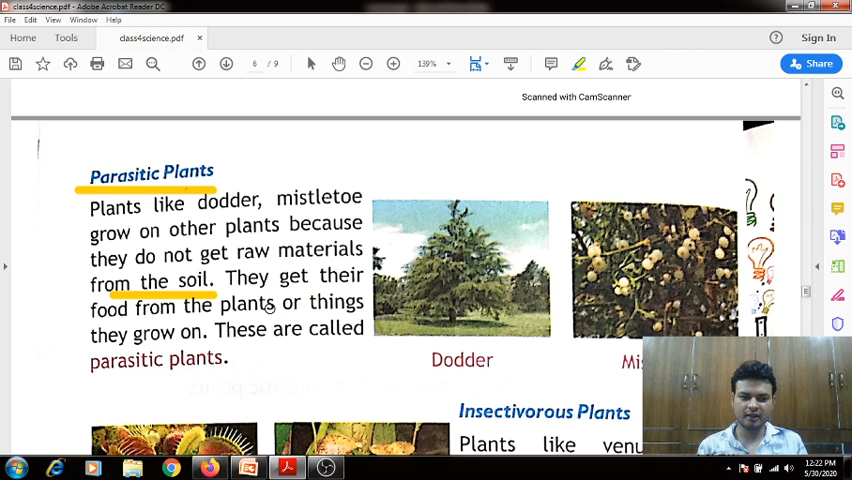 class4science.pdf - Adobe Acrobat Reader DC
File Edit View Window Help
Home Tools class4science.pdf × Sign In
6 / 9 139% Share
Scanned with CamScanner
Parasitic Plants
Plants like dodder, mistletoe
grow on other plants because
they do not get raw materials
from the soil. They get their
food from the plants or things
they grow on. These are called
parasitic plants.
Dodder
Mis
Insectivorous Plants
Plants like venu
12:22 PM
5/30/2020